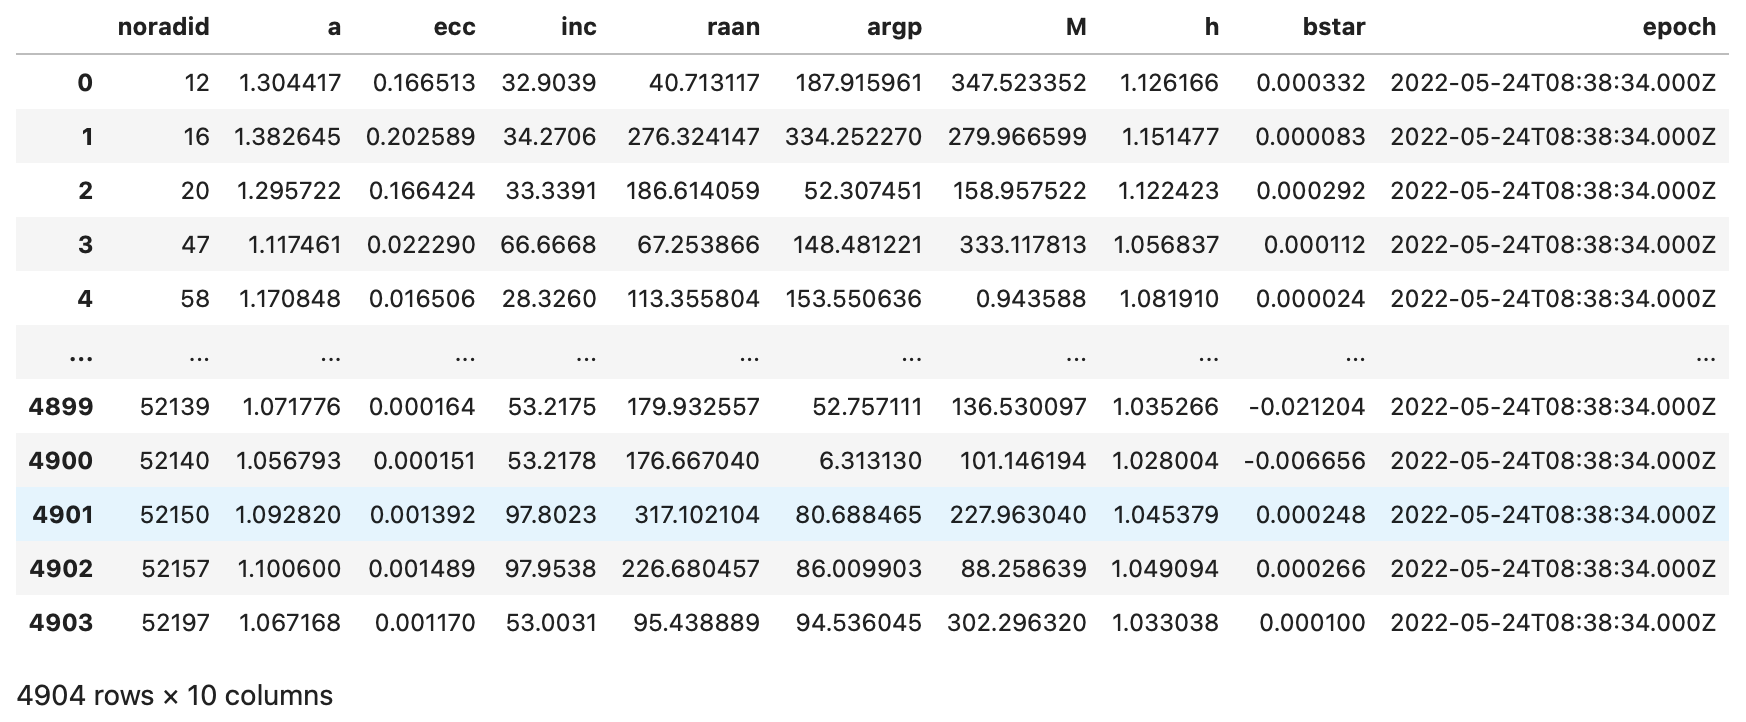 noradid a ecc inc raan argp M h bstar epoch
0 12 1.304417 0.166513 32.9039 40.713117 187.915961 347.523352 1.126166 0.000332 2022-05-24T08:38:34.000Z
1 16 1.382645 0.202589 34.2706 276.324147 334.252270 279.966599 1.151477 0.000083 2022-05-24T08:38:34.000Z
2 20 1.295722 0.166424 33.3391 186.614059 52.307451 158.957522 1.122423 0.000292 2022-05-24T08:38:34.000Z
3 47 1.117461 0.022290 66.6668 67.253866 148.481221 333.117813 1.056837 0.000112 2022-05-24T08:38:34.000Z
4 58 1.170848 0.016506 28.3260 113.355804 153.550636 0.943588 1.081910 0.000024 2022-05-24T08:38:34.000Z
... ... ... ... ... ... ... ... ... ... ...
4899 52139 1.071776 0.000164 53.2175 179.932557 52.757111 136.530097 1.035266 -0.021204 2022-05-24T08:38:34.000Z
4900 52140 1.056793 0.000151 53.2178 176.667040 6.313130 101.146194 1.028004 -0.006656 2022-05-24T08:38:34.000Z
4901 52150 1.092820 0.001392 97.8023 317.102104 80.688465 227.963040 1.045379 0.000248 2022-05-24T08:38:34.000Z
4902 52157 1.100600 0.001489 97.9538 226.680457 86.009903 88.258639 1.049094 0.000266 2022-05-24T08:38:34.000Z
4903 52197 1.067168 0.001170 53.0031 95.438889 94.536045 302.296320 1.033038 0.000100 2022-05-24T08:38:34.000Z
4904 rows × 10 columns